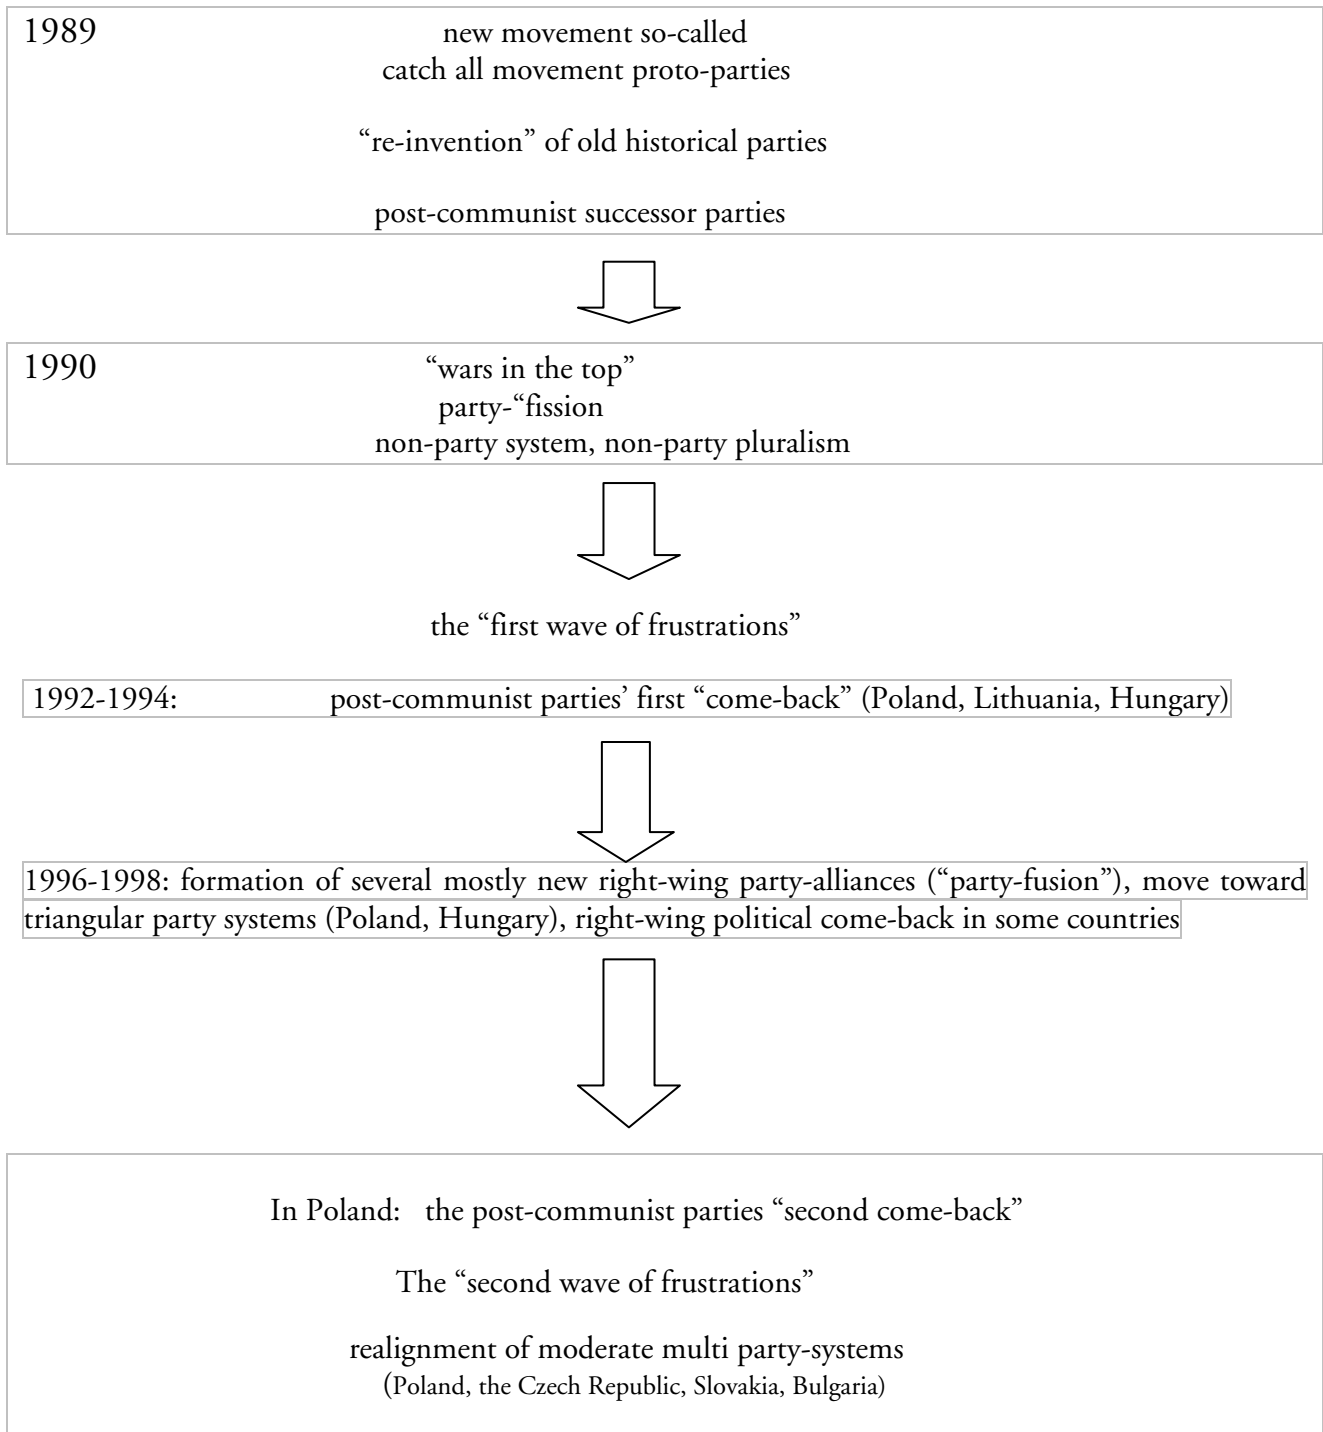 1989 new movement so-called
catch all movement proto-parties
“re-invention” of old historical parties
post-communist successor parties
1990 “wars in the top”
party-“fission
non-party system, non-party pluralism
the “first wave of frustrations”
1992-1994: post-communist parties’ first “come-back” (Poland, Lithuania, Hungary)
1996-1998: formation of several mostly new right-wing party-alliances (“party-fusion”), move toward
triangular party systems (Poland, Hungary), right-wing political come-back in some countries
In Poland: the post-communist parties “second come-back”
The “second wave of frustrations”
realignment of moderate multi party-systems
(Poland, the Czech Republic, Slovakia, Bulgaria)